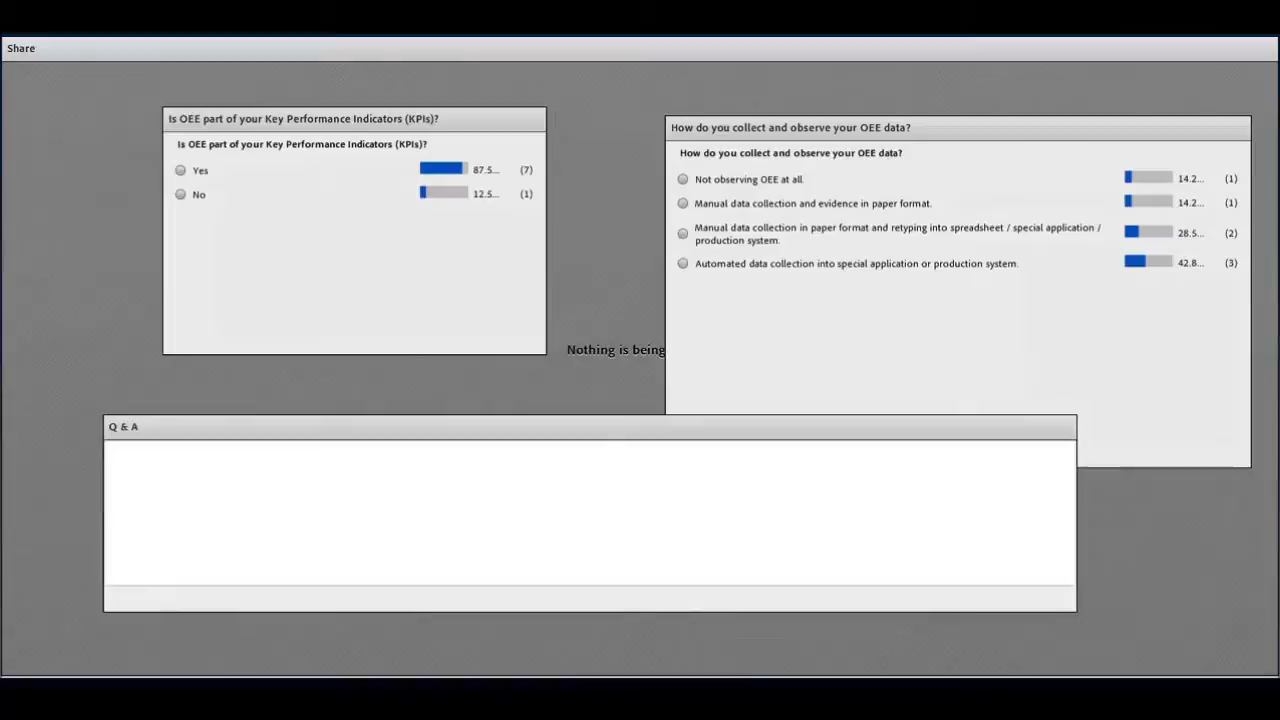 Share
Is OEE part of your Key Performance Indicators (KPIs)?
Is OEE part of your Key Performance Indicators (KPIs)?
Yes 87.5... (7)
No 12.5... (1)
How do you collect and observe your OEE data?
How do you collect and observe your OEE data?
Not observing OEE at all. 14.2... (1)
Manual data collection and evidence in paper format. 14.2... (1)
Manual data collection in paper format and retyping into spreadsheet / special application /
production system. 28.5... (2)
Automated data collection into special application or production system. 42.8... (3)
Nothing is being
Q & A